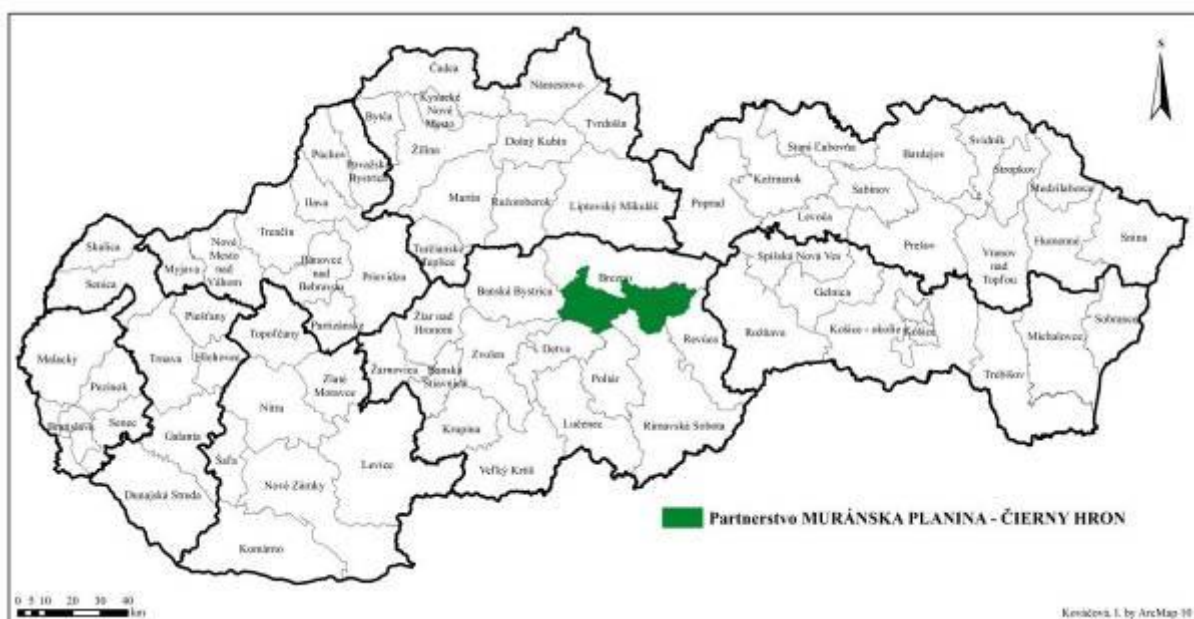 S
Čadca
Námestovo
Kysucké
Nové
Mesto
Bytča
Tvrdošín
Dolný Kubín
Žilina
Púchov
Považská
Bystrica
Martin
Ružomberok
Liptovský Mikuláš
Ilava
Trenčín
Turčianske
Teplice
Prievidza
Bánovce
nad
Bebravou
Partizánske
Nové
Mesto
nad
Váhom
Myjava
Skalica
Senica
Piešťany
Hlohovec
Trnava
Malacky
Pezinok
Senec
Bratislava
Galanta
Dunajská Streda
Topoľčany
Zlaté
Moravce
Nitra
Šaľa
Nové Zámky
Levice
Komárno
Stará Ľubovňa
Bardejov
Svidník
Stropkov
Medzilaborce
Kežmarok
Sabinov
Poprad
Levoča
Prešov
Humenné
Snina
Vranov
nad
Topľou
Brezno
Banská Bystrica
Žiar nad
Hronom
Žarnovica
Banská
Štiavnica
Zvolen
Detva
Poltár
Revúca
Krupina
Lučenec
Rimavská Sobota
Veľký Krtíš
Spišská Nová Ves
Gelnica
Rožňava
Košice - okolie
Košice
Trebišov
Michalovce
Sobrance
Partnerstvo MURÁNSKA PLANINA - ČIERNY HRON
0 5 10 20 30 40
km
Kováčová, I. by ArcMap 10